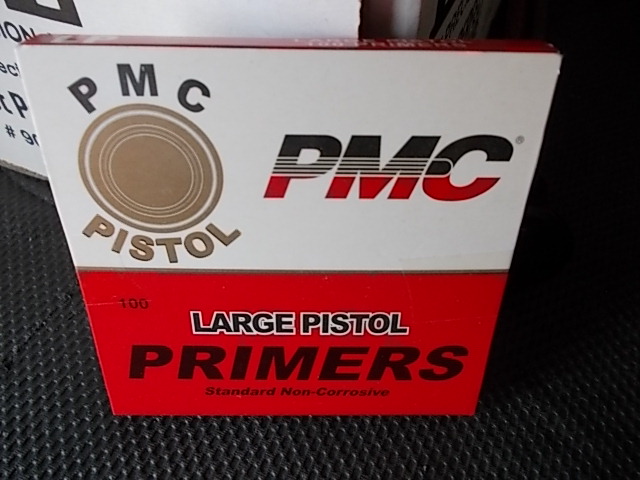 PMC
PISTOL
PMC®
100
LARGE PISTOL
PRIMERS
Standard Non-Corrosive